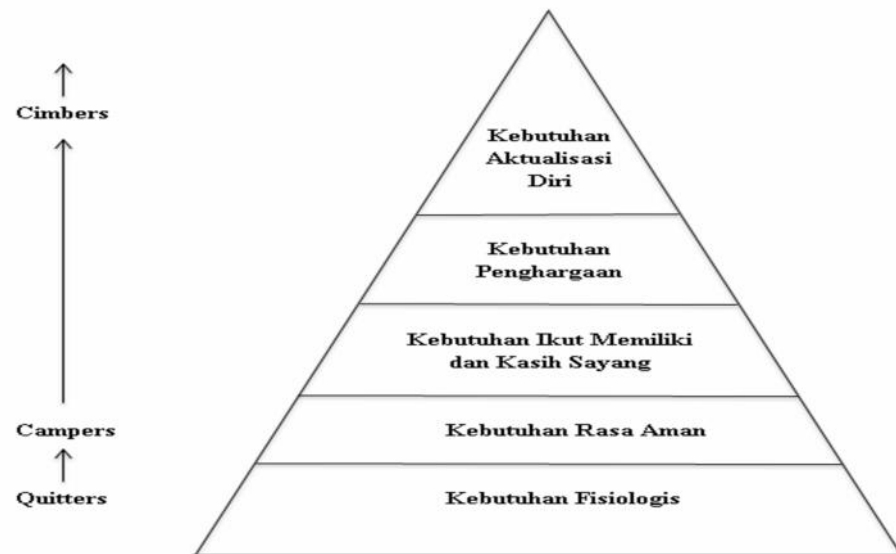 Cimbers
Kebutuhan
Aktualisasi
Diri
Kebutuhan
Penghargaan
Kebutuhan Ikut Memiliki
dan Kasih Sayang
Campers
Kebutuhan Rasa Aman
Quitters
Kebutuhan Fisiologis